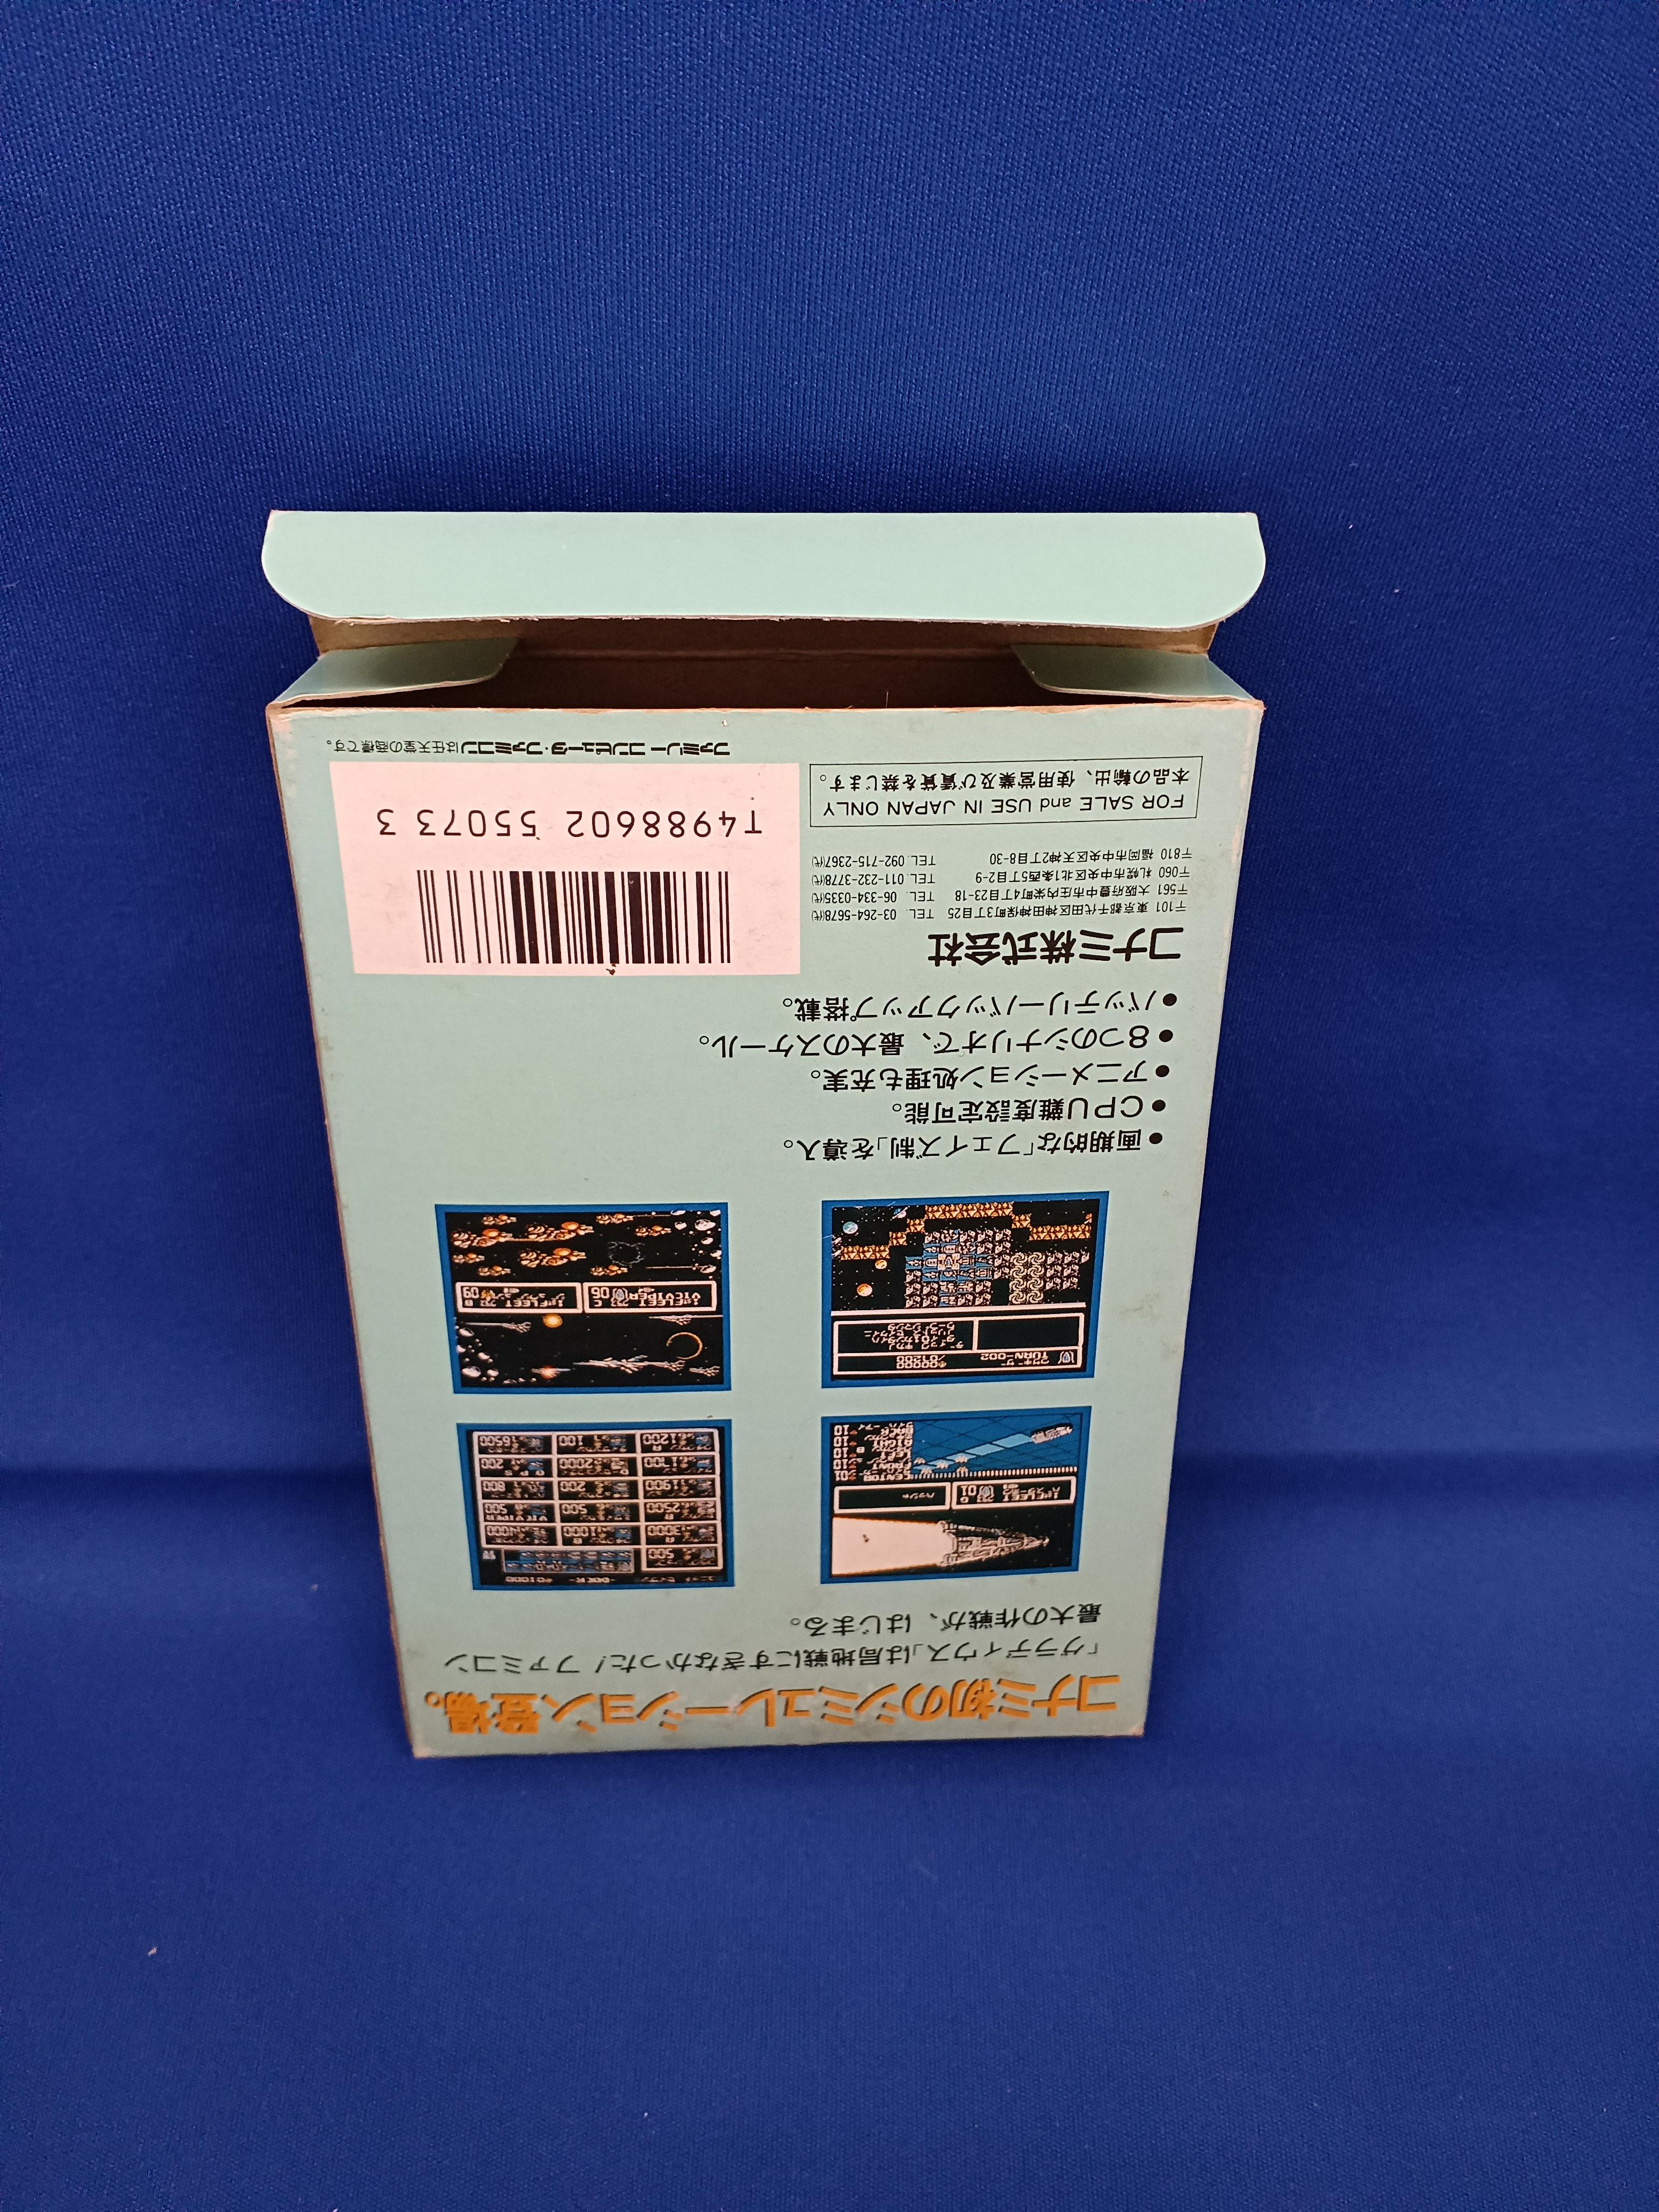 コナミ初のシミュレーション登場。
「グラディウス」は局地戦にすぎなかった!ファミコン
最大の作戦が、はじまる。
●画期的な「フェイズ制」を導入。
●CPU難度設定可能。
●アニメーション処理も充実。
●8つのシナリオで、最大のスケール。
●バッテリーバックアップ搭載。
コナミ株式会社
〒101 東京都千代田区神田神保町3丁目25 TEL. 03-264-5678㈹
〒561 大阪府豊中市庄内栄町4丁目23-18 TEL. 06-334-0335㈹
〒060 札幌市中央区北1条西5丁目2-9 TEL. 011-232-3778㈹
〒810 福岡市中央区天神2丁目8-30 TEL. 092-715-2367㈹
FOR SALE and USE IN JAPAN ONLY
本品の輸出、使用営業及び賃貸を禁じます。
T4988602 55073 3
ファミリーコンピュータ・ファミコンは任天堂の商標です。
TURN-002
VICVIPER 06
09
CENTOR
FRONT
LEFT
RIGHT
BACK